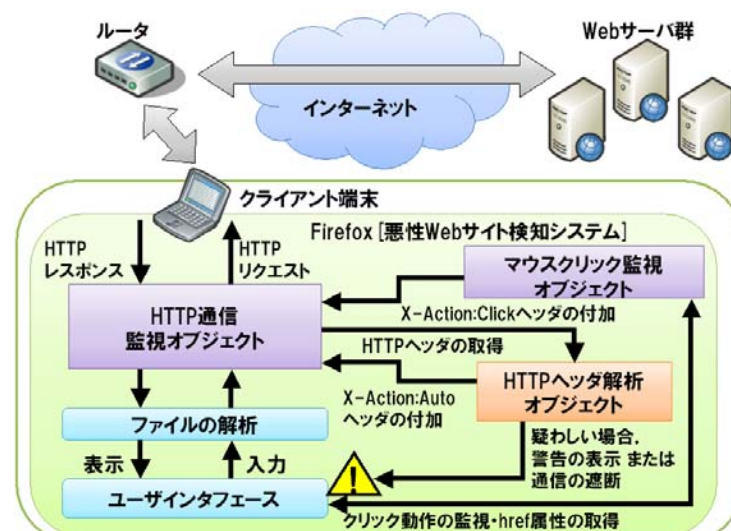 ルータ
Webサーバ群
インターネット
クライアント端末
Firefox [悪性Webサイト検知システム]
HTTP
レスポンス
HTTP
リクエスト
マウスクリック監視
オブジェクト
X-Action:Clickヘッダの付加
HTTP通信
監視オブジェクト
HTTPヘッダの取得
HTTPヘッダ解析
オブジェクト
X-Action:Auto
ヘッダの付加
ファイルの解析
疑わしい場合,
警告の表示 または
通信の遮断
表示
入力
!
ユーザインタフェース
クリック動作の監視・href属性の取得